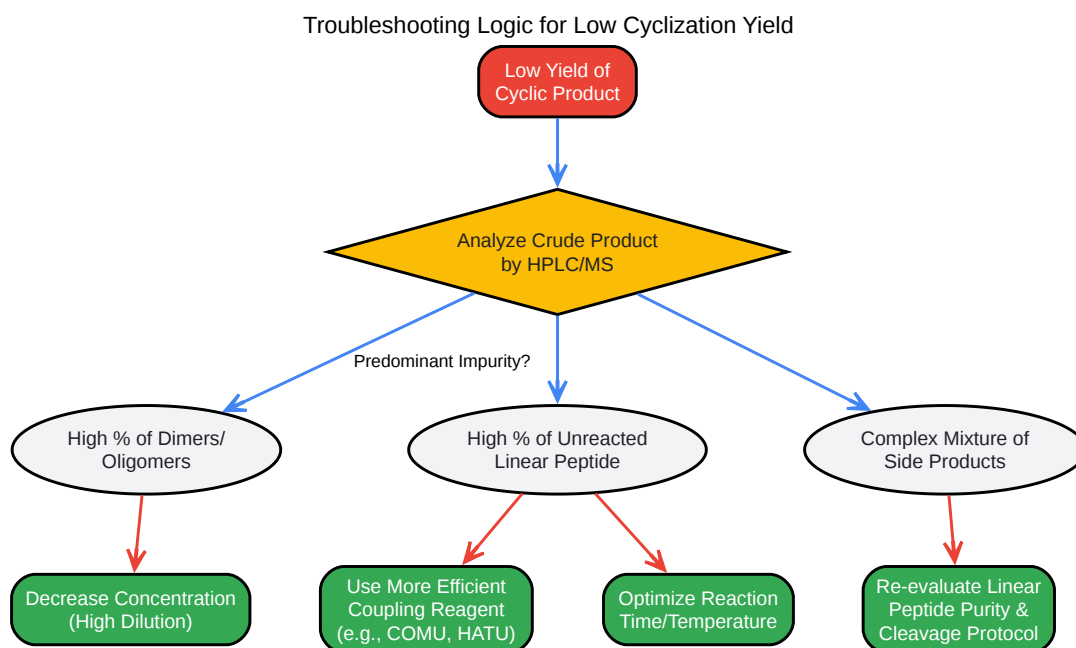 Troubleshooting Logic for Low Cyclization Yield
Low Yield of
Cyclic Product
Analyze Crude Product
by HPLC/MS
Predominant Impurity?
High % of Dimers/
Oligomers
High % of Unreacted
Linear Peptide
Complex Mixture of
Side Products
Decrease Concentration
(High Dilution)
Use More Efficient
Coupling Reagent
(e.g., COMU, HATU)
Optimize Reaction
Time/Temperature
Re-evaluate Linear
Peptide Purity &
Cleavage Protocol